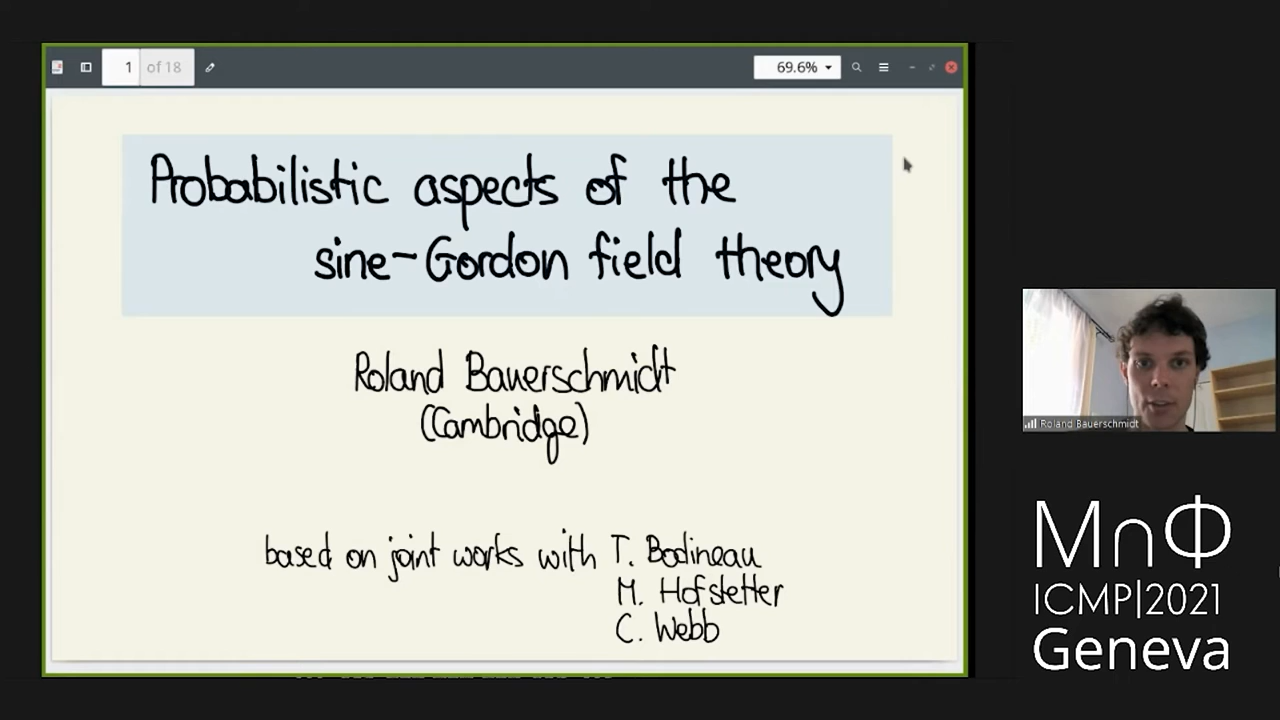 1 of 18
69.6%
Probabilistic aspects of the
sine-Gordon field theory
Roland Bauerschmidt
(Cambridge)
based on joint works with T. Bodineau
M. Hofstetter
C. Webb
Roland Bauerschmidt
M∩Φ
ICMP|2021
Geneva